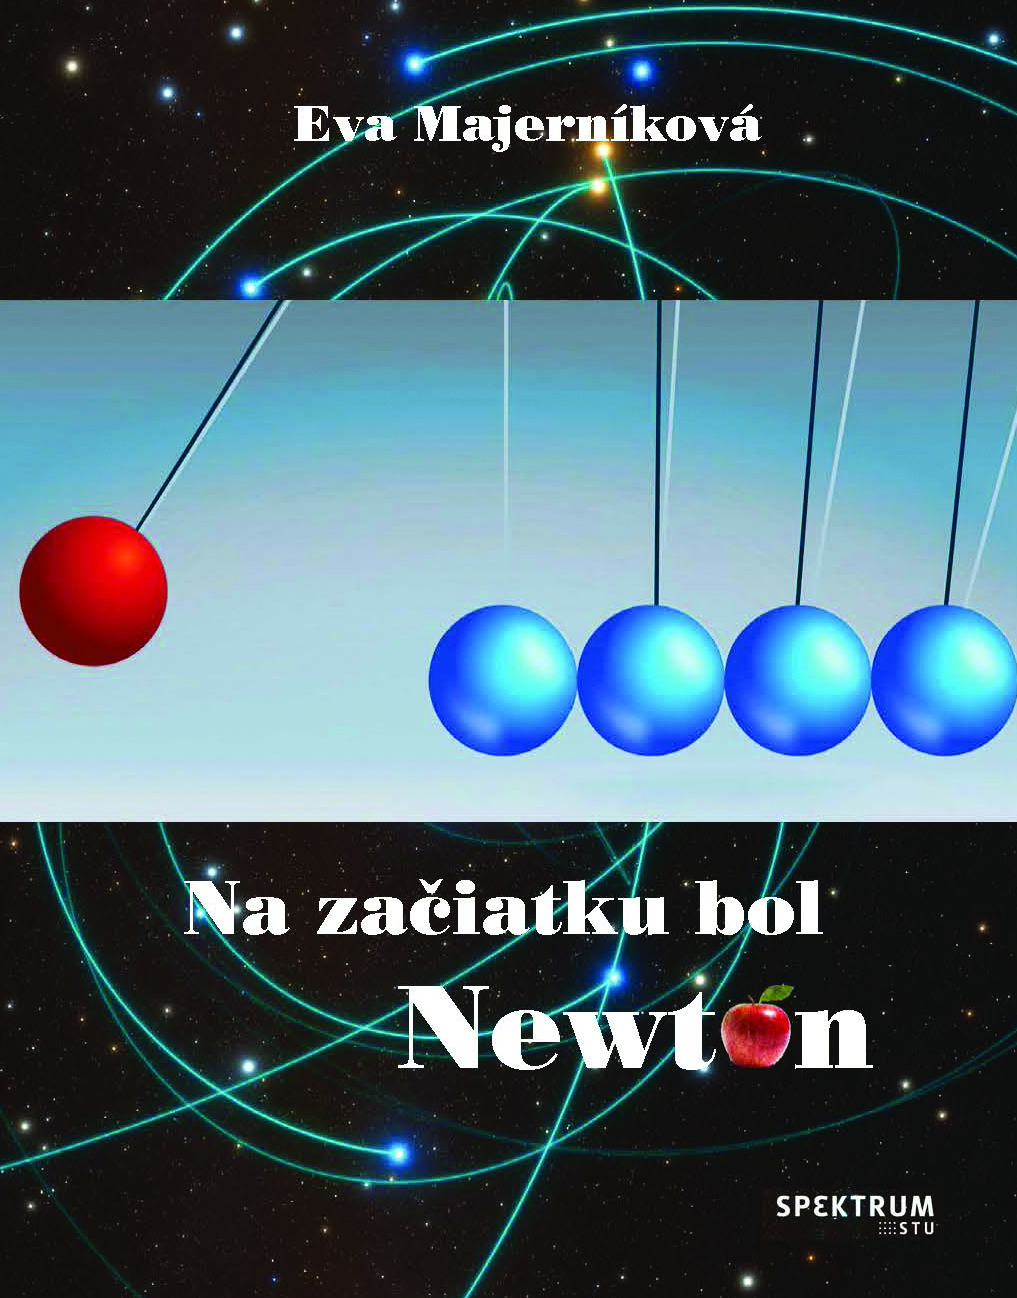 Eva Majerníková
Na začiatku bol
Newton
SPEKTRUM
STU